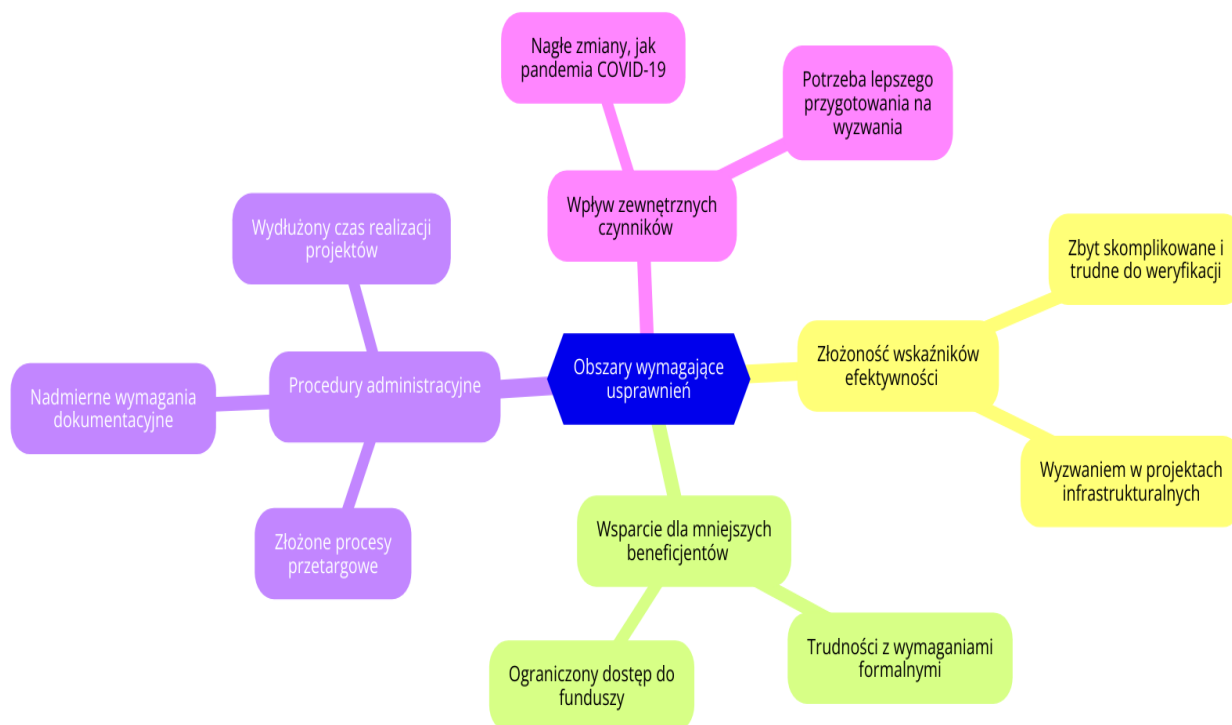 Nagłe zmiany, jak
pandemia COVID-19
Potrzeba lepszego
przygotowania na
wyzwania
Wpływ zewnętrznych
czynników
Wydłużony czas realizacji
projektów
Zbyt skomplikowane i
trudne do weryfikacji
Nadmierne wymagania
dokumentacyjne
Procedury administracyjne
Obszary wymagające
usprawnień
Złożoność wskaźników
efektywności
Wyzwaniem w projektach
infrastrukturalnych
Złożone procesy
przetargowe
Wsparcie dla mniejszych
beneficjentów
Ograniczony dostęp do
funduszy
Trudności z wymaganiami
formalnymi